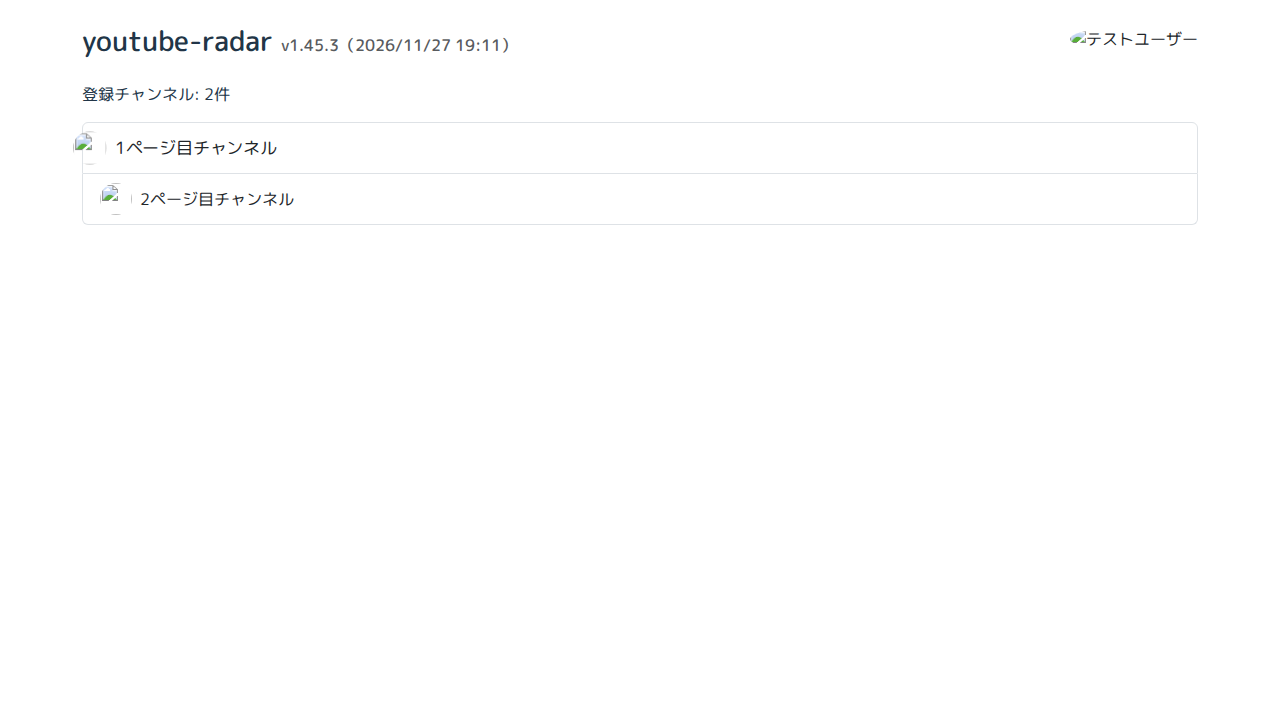 youtube-radar v1.45.3（2026/11/27 19:11）
テストユーザー
登録チャンネル: 2件
1ページ目チャンネル
2ページ目チャンネル